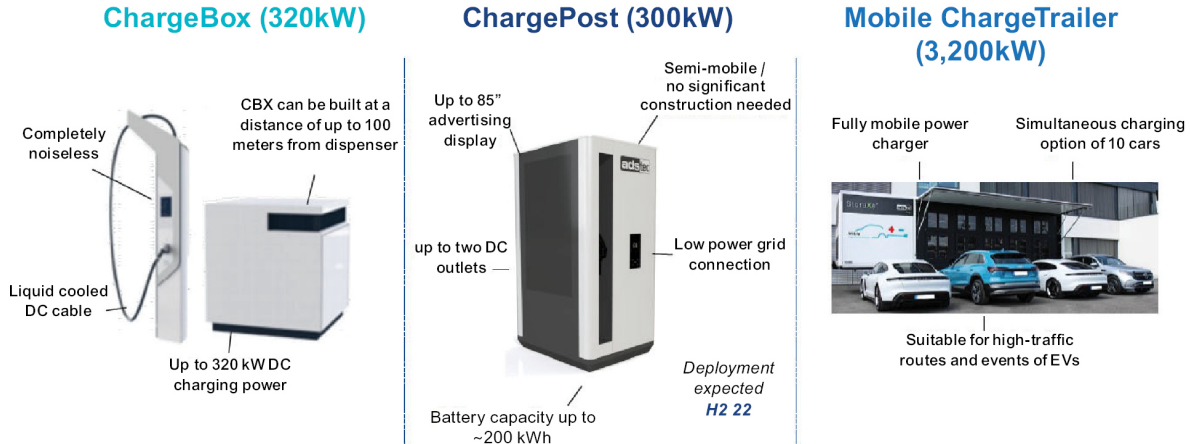 ChargeBox (320kW)
Completely
noiseless
CBX can be built at a
distance of up to 100
meters from dispenser
Liquid cooled
DC cable
Up to 320 kW DC
charging power
ChargePost (300kW)
Up to 85”
advertising
display
Semi-mobile /
no significant
construction needed
ads
up to two DC
outlets
Low power grid
connection
Battery capacity up to
~200 kWh
Deployment
expected
H2 22
Mobile ChargeTrailer
(3,200kW)
Fully mobile power
charger
Simultaneous charging
option of 10 cars
Suitable for high-traffic
routes and events of EVs